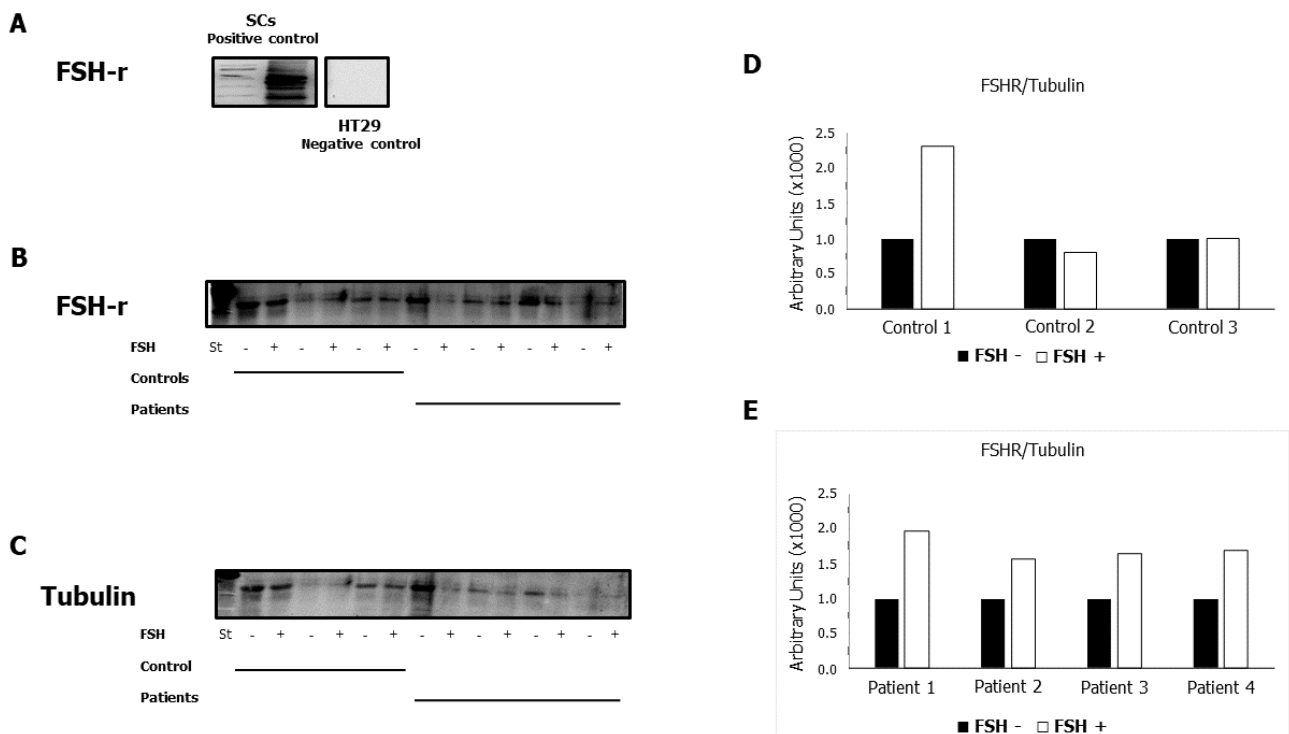 A
SCs
Positive control
FSH-r
HT29
Negative control
B
FSH-r
FSH St - + - + - + - + - + - + - +
Controls
Patients
C
Tubulin
FSH St - + - + - + - + - + - + - +
Control
Patients
D
FSHR/Tubulin
Arbitrary Units (x1000)
2.5
2.0
1.5
1.0
0.5
0.0
Control 1 Control 2 Control 3
FSH - FSH +
E
FSHR/Tubulin
Arbitrary Units (x1000)
2.5
2.0
1.5
1.0
0.5
0.0
Patient 1 Patient 2 Patient 3 Patient 4
FSH - FSH +